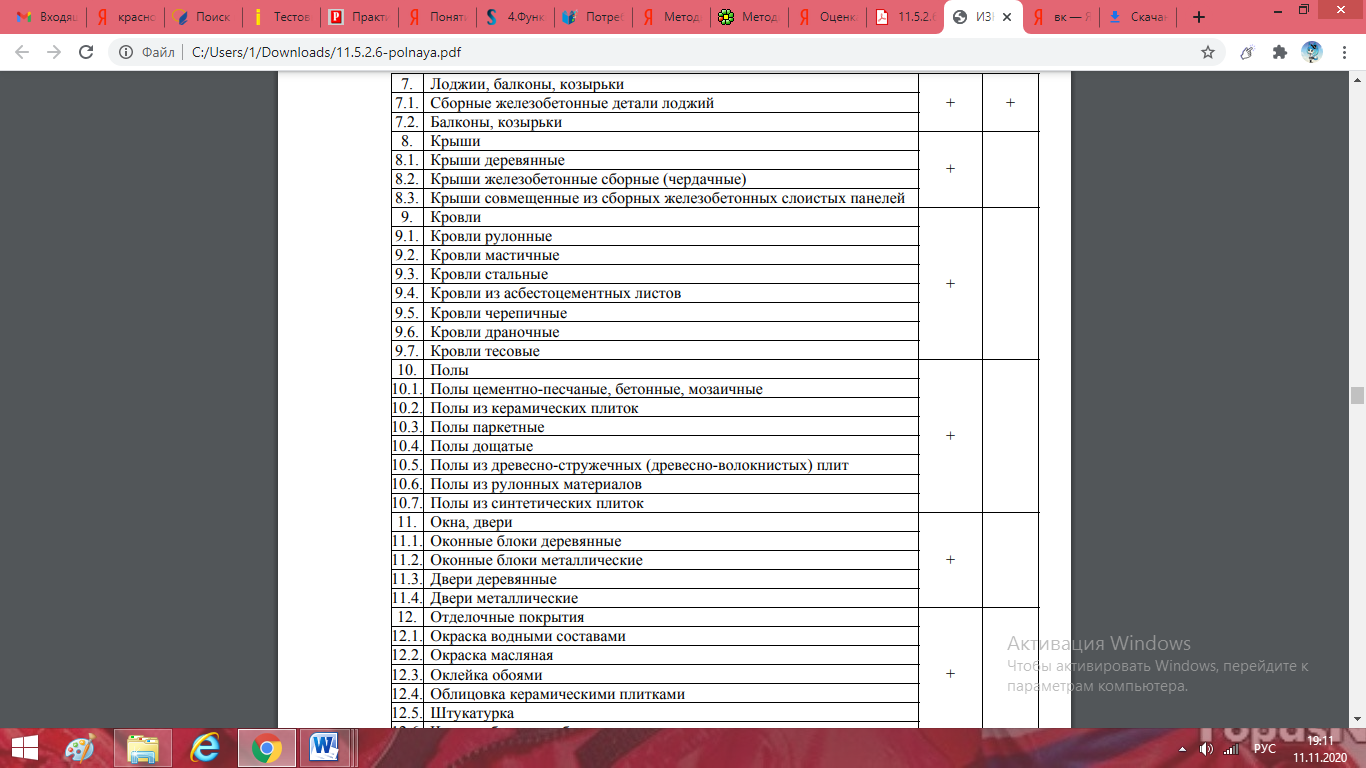 Входящ
красно
Поиск
Тестов
Практи
Поняти
4.Функ
Потреб
Метод
Метод
Оценк
11.5.2.6
ИЗ
вк — Я
Скача
Файл C:/Users/1/Downloads/11.5.2.6-polnaya.pdf
7. Лоджии, балконы, козырьки
7.1. Сборные железобетонные детали лоджий + +
7.2. Балконы, козырьки
8. Крыши
8.1. Крыши деревянные
+
8.2. Крыши железобетонные сборные (чердачные)
8.3. Крыши совмещенные из сборных железобетонных слоистых панелей
9. Кровли
9.1. Кровли рулонные
9.2. Кровли мастичные
9.3. Кровли стальные
+
9.4. Кровли из асбестоцементных листов
9.5. Кровли черепичные
9.6. Кровли драночные
9.7. Кровли тесовые
10. Полы
10.1. Полы цементно-песчаные, бетонные, мозаичные
10.2. Полы из керамических плиток
10.3. Полы паркетные
+
10.4. Полы дощатые
10.5. Полы из древесно-стружечных (древесно-волокнистых) плит
10.6. Полы из рулонных материалов
10.7. Полы из синтетических плиток
11. Окна, двери
11.1. Оконные блоки деревянные
11.2. Оконные блоки металлические +
11.3. Двери деревянные
11.4. Двери металлические
12. Отделочные покрытия
12.1. Окраска водными составами
12.2. Окраска масляная
12.3. Оклейка обоями +
12.4. Облицовка керамическими плитками
12.5. Штукатурка
Активация Windows
Чтобы активировать Windows, перейдите к
параметрам компьютера.
РУС
19:11
11.11.2020